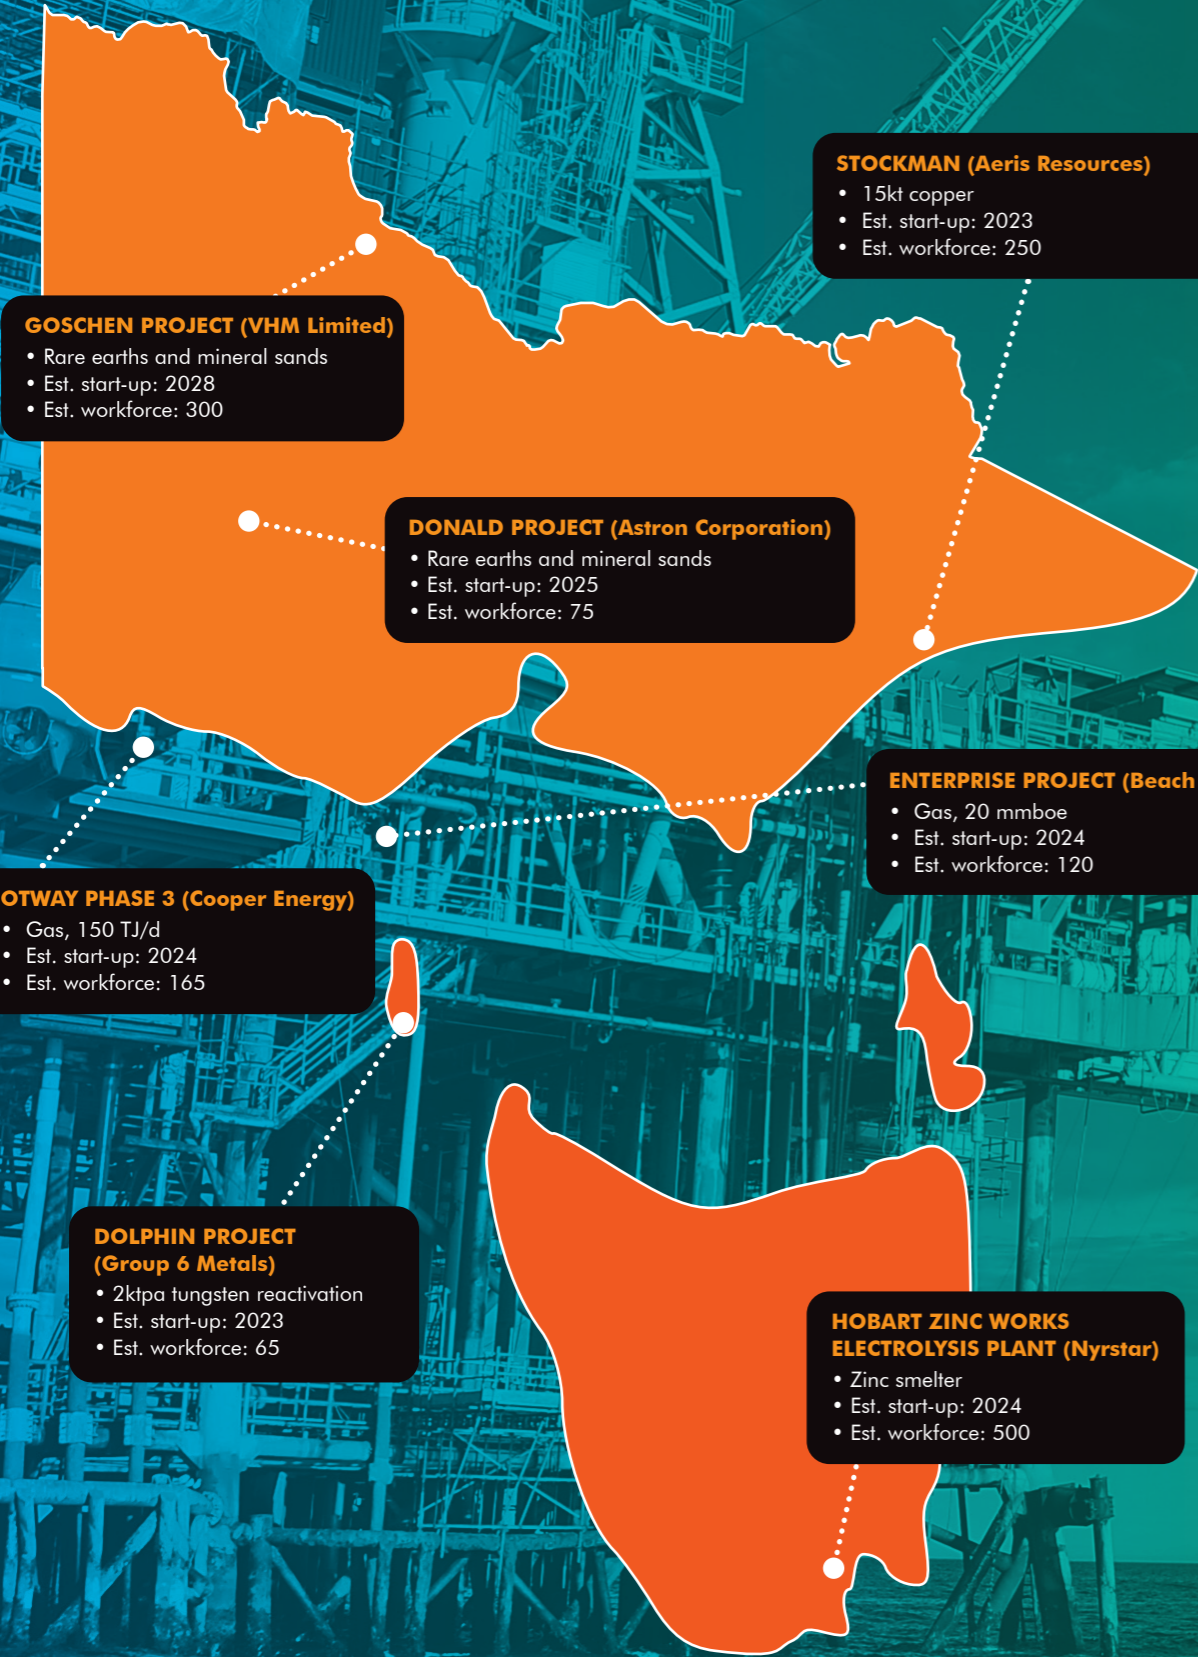 STOCKMAN (Aeris Resources)
• 15kt copper
• Est. start-up: 2023
• Est. workforce: 250
GOSCHEN PROJECT (VHM Limited)
• Rare earths and mineral sands
• Est. start-up: 2028
• Est. workforce: 300
DONALD PROJECT (Astron Corporation)
• Rare earths and mineral sands
• Est. start-up: 2025
• Est. workforce: 75
ENTERPRISE PROJECT (Beach
• Gas, 20 mmboe
• Est. start-up: 2024
• Est. workforce: 120
OTWAY PHASE 3 (Cooper Energy)
• Gas, 150 TJ/d
• Est. start-up: 2024
• Est. workforce: 165
DOLPHIN PROJECT
(Group 6 Metals)
• 2ktpa tungsten reactivation
• Est. start-up: 2023
• Est. workforce: 65
HOBART ZINC WORKS
ELECTROLYSIS PLANT (Nyrstar)
• Zinc smelter
• Est. start-up: 2024
• Est. workforce: 500